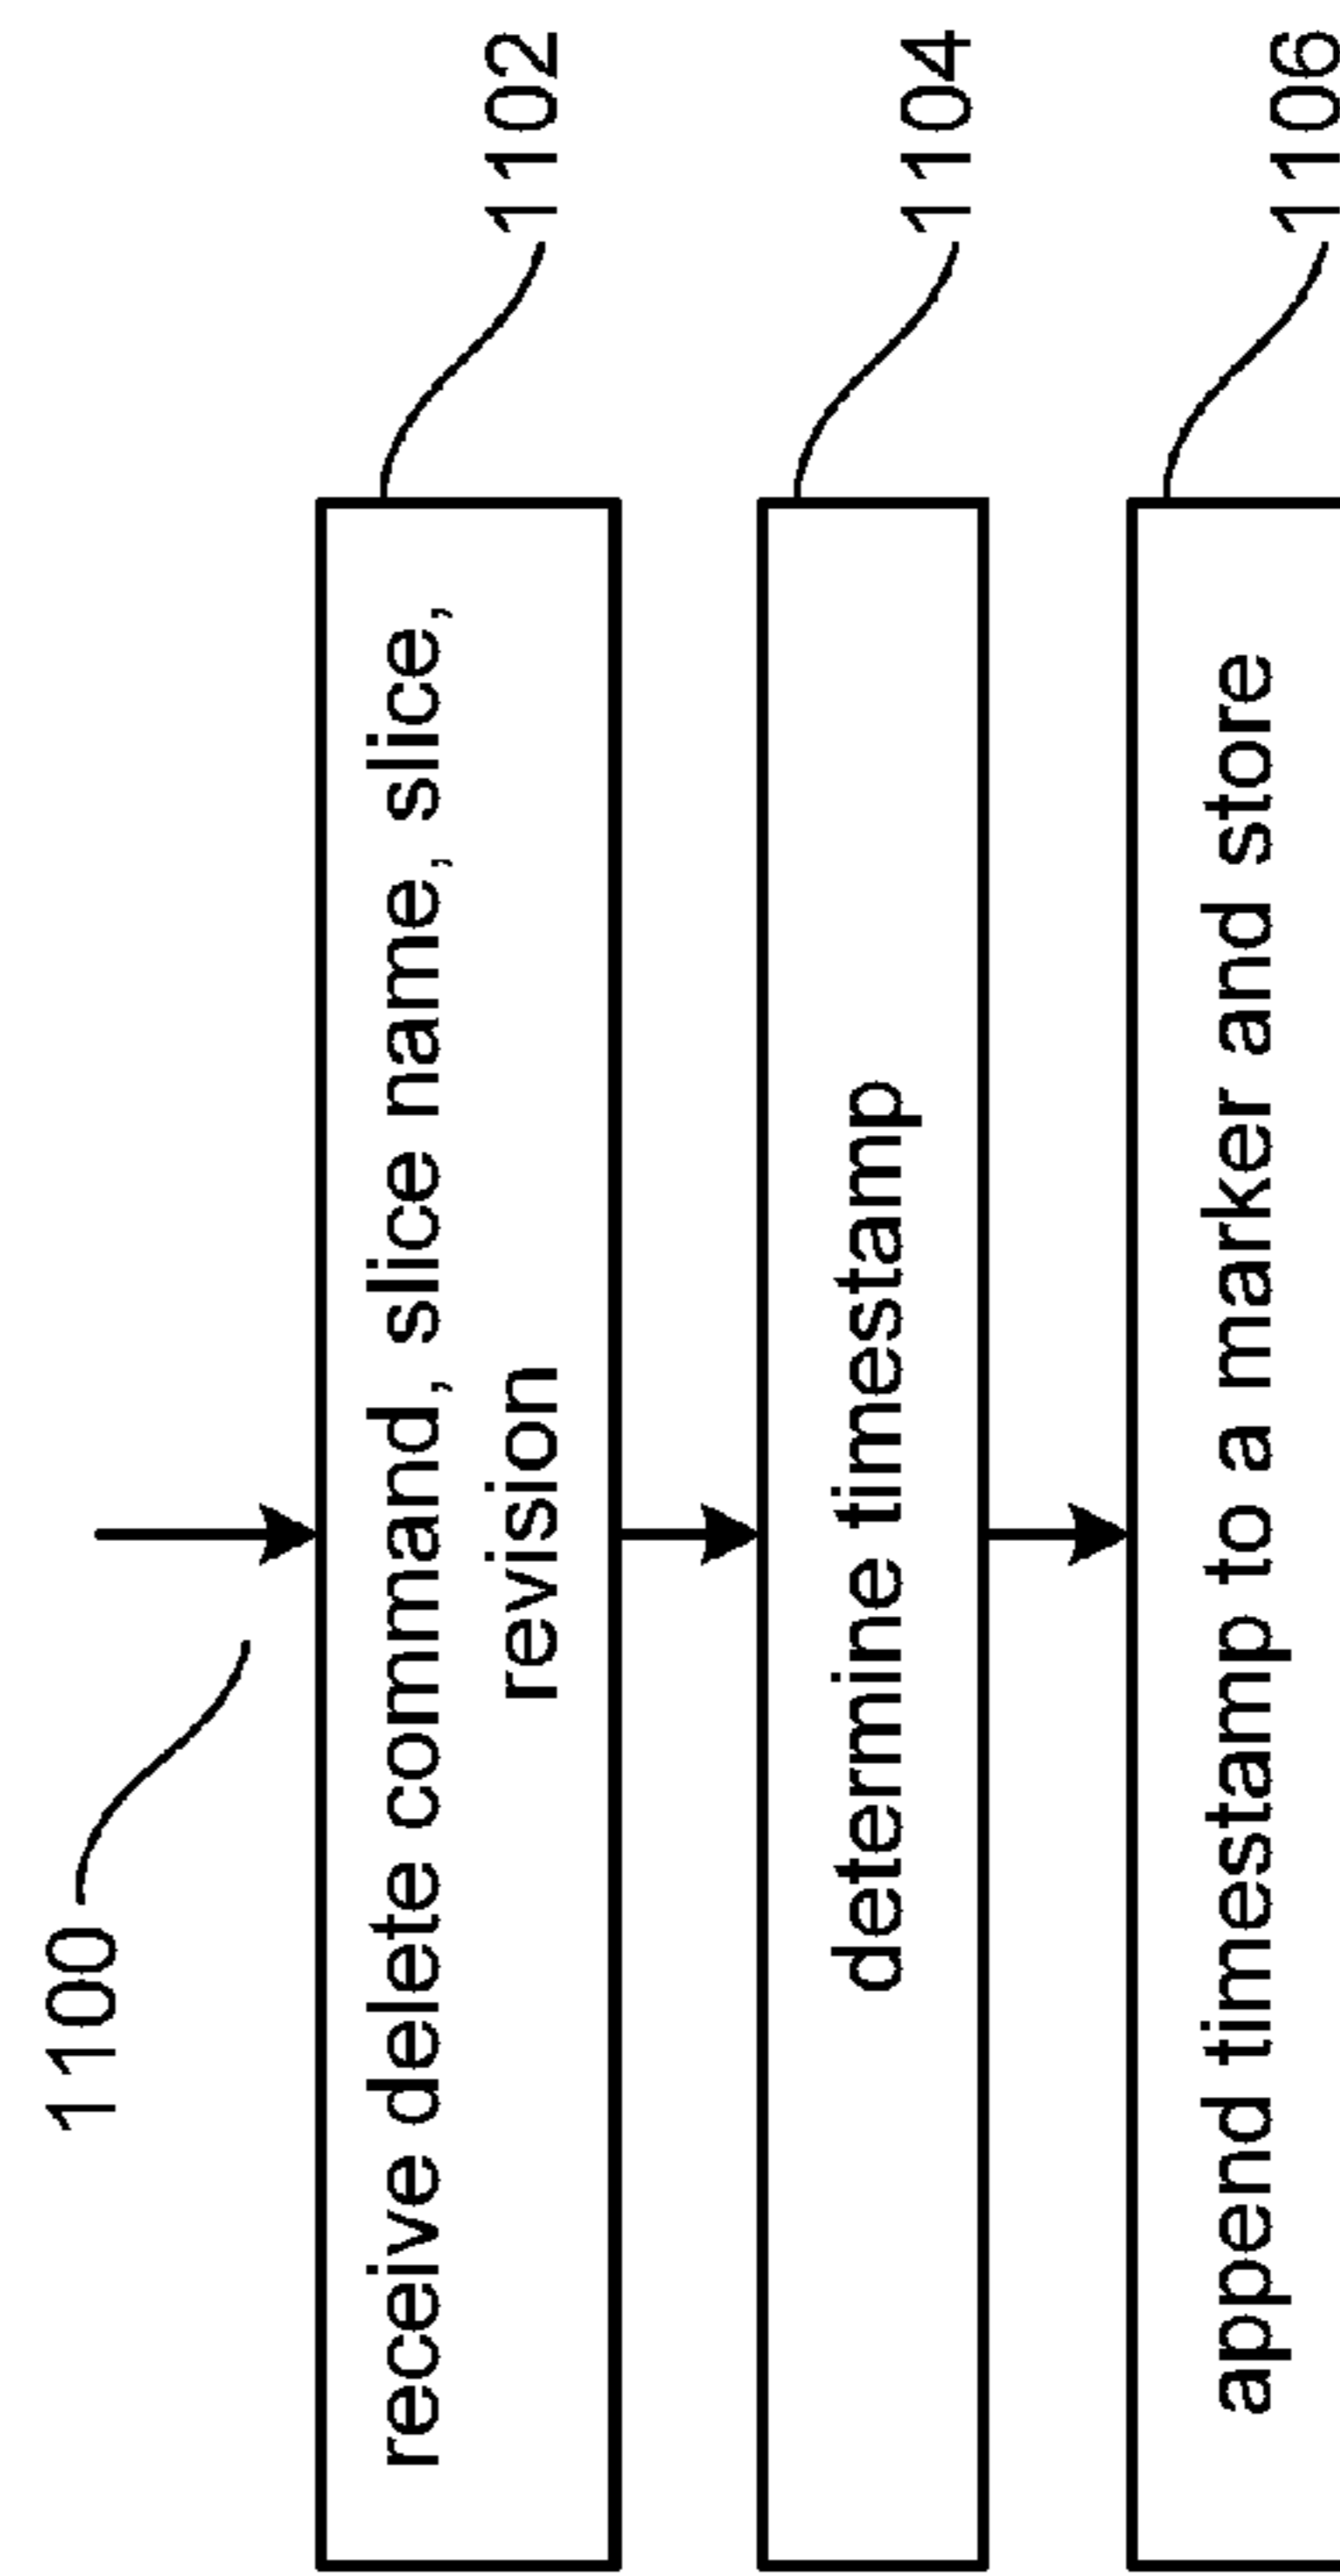 1100
receive delete command, slice name, slice,
revision
1102
determine timestamp
1104
append timestamp to a marker and store
1106